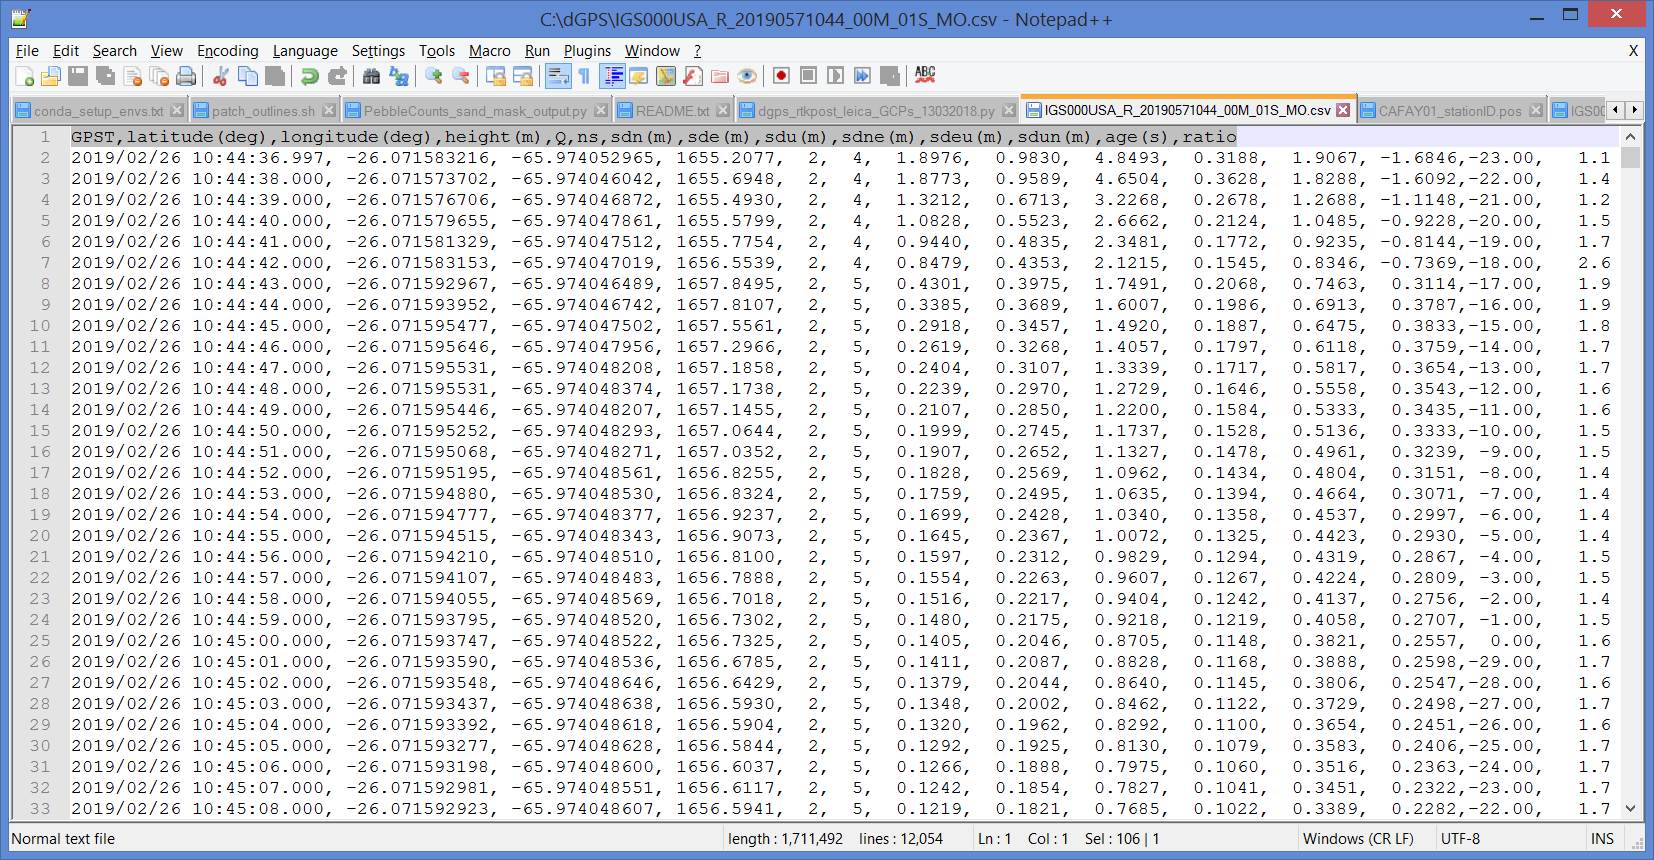 C:\dGPS\IGS000USA_R_20190571044_00M_01S_MO.csv - Notepad++
File Edit Search View Encoding Language Settings Tools Macro Run Plugins Window ? X
ABC
conda_setup_envs.txt patch_outlines.sh PebbleCounts_sand_mask_output.py README.txt dgps_rtkpost_leica_GCPs_13032018.py IGS000USA_R_20190571044_00M_01S_MO.csv CAFAY01_stationID.pos IGS00
1 GPST,latitude(deg),longitude(deg),height(m),Q,ns,sdn(m),sde(m),sdu(m),sdne(m),sdeu(m),sdun(m),age(s),ratio
2 2019/02/26 10:44:36.997, -26.071583216, -65.974052965, 1655.2077, 2, 4, 1.8976, 0.9830, 4.8493, 0.3188, 1.9067, -1.6846,-23.00, 1.1
3 2019/02/26 10:44:38.000, -26.071573702, -65.974046042, 1655.6948, 2, 4, 1.8773, 0.9589, 4.6504, 0.3628, 1.8288, -1.6092,-22.00, 1.4
4 2019/02/26 10:44:39.000, -26.071576706, -65.974046872, 1655.4930, 2, 4, 1.3212, 0.6713, 3.2268, 0.2678, 1.2688, -1.1148,-21.00, 1.2
5 2019/02/26 10:44:40.000, -26.071579655, -65.974047861, 1655.5799, 2, 4, 1.0828, 0.5523, 2.6662, 0.2124, 1.0485, -0.9228,-20.00, 1.5
6 2019/02/26 10:44:41.000, -26.071581329, -65.974047512, 1655.7754, 2, 4, 0.9440, 0.4835, 2.3481, 0.1772, 0.9235, -0.8144,-19.00, 1.7
7 2019/02/26 10:44:42.000, -26.071583153, -65.974047019, 1656.5539, 2, 4, 0.8479, 0.4353, 2.1215, 0.1545, 0.8346, -0.7369,-18.00, 2.6
8 2019/02/26 10:44:43.000, -26.071592967, -65.974046489, 1657.8495, 2, 5, 0.4301, 0.3975, 1.7491, 0.2068, 0.7463, 0.3114,-17.00, 1.9
9 2019/02/26 10:44:44.000, -26.071593952, -65.974046742, 1657.8107, 2, 5, 0.3385, 0.3689, 1.6007, 0.1986, 0.6913, 0.3787,-16.00, 1.9
10 2019/02/26 10:44:45.000, -26.071595477, -65.974047502, 1657.5561, 2, 5, 0.2918, 0.3457, 1.4920, 0.1887, 0.6475, 0.3833,-15.00, 1.8
11 2019/02/26 10:44:46.000, -26.071595646, -65.974047956, 1657.2966, 2, 5, 0.2619, 0.3268, 1.4057, 0.1797, 0.6118, 0.3759,-14.00, 1.7
12 2019/02/26 10:44:47.000, -26.071595531, -65.974048208, 1657.1858, 2, 5, 0.2404, 0.3107, 1.3339, 0.1717, 0.5817, 0.3654,-13.00, 1.7
13 2019/02/26 10:44:48.000, -26.071595531, -65.974048374, 1657.1738, 2, 5, 0.2239, 0.2970, 1.2729, 0.1646, 0.5558, 0.3543,-12.00, 1.6
14 2019/02/26 10:44:49.000, -26.071595446, -65.974048207, 1657.1455, 2, 5, 0.2107, 0.2850, 1.2200, 0.1584, 0.5333, 0.3435,-11.00, 1.6
15 2019/02/26 10:44:50.000, -26.071595252, -65.974048293, 1657.0644, 2, 5, 0.1999, 0.2745, 1.1737, 0.1528, 0.5136, 0.3333,-10.00, 1.5
16 2019/02/26 10:44:51.000, -26.071595068, -65.974048271, 1657.0352, 2, 5, 0.1907, 0.2652, 1.1327, 0.1478, 0.4961, 0.3239, -9.00, 1.5
17 2019/02/26 10:44:52.000, -26.071595195, -65.974048561, 1656.8255, 2, 5, 0.1828, 0.2569, 1.0962, 0.1434, 0.4804, 0.3151, -8.00, 1.4
18 2019/02/26 10:44:53.000, -26.071594880, -65.974048530, 1656.8324, 2, 5, 0.1759, 0.2495, 1.0635, 0.1394, 0.4664, 0.3071, -7.00, 1.4
19 2019/02/26 10:44:54.000, -26.071594777, -65.974048377, 1656.9237, 2, 5, 0.1699, 0.2428, 1.0340, 0.1358, 0.4537, 0.2997, -6.00, 1.4
20 2019/02/26 10:44:55.000, -26.071594515, -65.974048343, 1656.9073, 2, 5, 0.1645, 0.2367, 1.0072, 0.1325, 0.4423, 0.2930, -5.00, 1.4
21 2019/02/26 10:44:56.000, -26.071594210, -65.974048510, 1656.8100, 2, 5, 0.1597, 0.2312, 0.9829, 0.1294, 0.4319, 0.2867, -4.00, 1.5
22 2019/02/26 10:44:57.000, -26.071594107, -65.974048483, 1656.7888, 2, 5, 0.1554, 0.2263, 0.9607, 0.1267, 0.4224, 0.2809, -3.00, 1.5
23 2019/02/26 10:44:58.000, -26.071594055, -65.974048569, 1656.7018, 2, 5, 0.1516, 0.2217, 0.9404, 0.1242, 0.4137, 0.2756, -2.00, 1.4
24 2019/02/26 10:44:59.000, -26.071593795, -65.974048520, 1656.7302, 2, 5, 0.1480, 0.2175, 0.9218, 0.1219, 0.4058, 0.2707, -1.00, 1.5
25 2019/02/26 10:45:00.000, -26.071593747, -65.974048522, 1656.7325, 2, 5, 0.1405, 0.2046, 0.8705, 0.1148, 0.3821, 0.2557, 0.00, 1.6
26 2019/02/26 10:45:01.000, -26.071593590, -65.974048536, 1656.6785, 2, 5, 0.1411, 0.2087, 0.8828, 0.1168, 0.3888, 0.2598,-29.00, 1.7
27 2019/02/26 10:45:02.000, -26.071593548, -65.974048646, 1656.6429, 2, 5, 0.1379, 0.2044, 0.8640, 0.1145, 0.3806, 0.2547,-28.00, 1.6
28 2019/02/26 10:45:03.000, -26.071593437, -65.974048638, 1656.5930, 2, 5, 0.1348, 0.2002, 0.8462, 0.1122, 0.3729, 0.2498,-27.00, 1.7
29 2019/02/26 10:45:04.000, -26.071593392, -65.974048618, 1656.5904, 2, 5, 0.1320, 0.1962, 0.8292, 0.1100, 0.3654, 0.2451,-26.00, 1.6
30 2019/02/26 10:45:05.000, -26.071593277, -65.974048628, 1656.5844, 2, 5, 0.1292, 0.1925, 0.8130, 0.1079, 0.3583, 0.2406,-25.00, 1.7
31 2019/02/26 10:45:06.000, -26.071593198, -65.974048600, 1656.6037, 2, 5, 0.1266, 0.1888, 0.7975, 0.1060, 0.3516, 0.2363,-24.00, 1.7
32 2019/02/26 10:45:07.000, -26.071592981, -65.974048551, 1656.6117, 2, 5, 0.1242, 0.1854, 0.7827, 0.1041, 0.3451, 0.2322,-23.00, 1.7
33 2019/02/26 10:45:08.000, -26.071592923, -65.974048607, 1656.5941, 2, 5, 0.1219, 0.1821, 0.7685, 0.1022, 0.3389, 0.2282,-22.00, 1.7
Normal text file length : 1,711,492 lines : 12,054 Ln : 1 Col : 1 Sel : 106 | 1 Windows (CR LF) UTF-8 INS